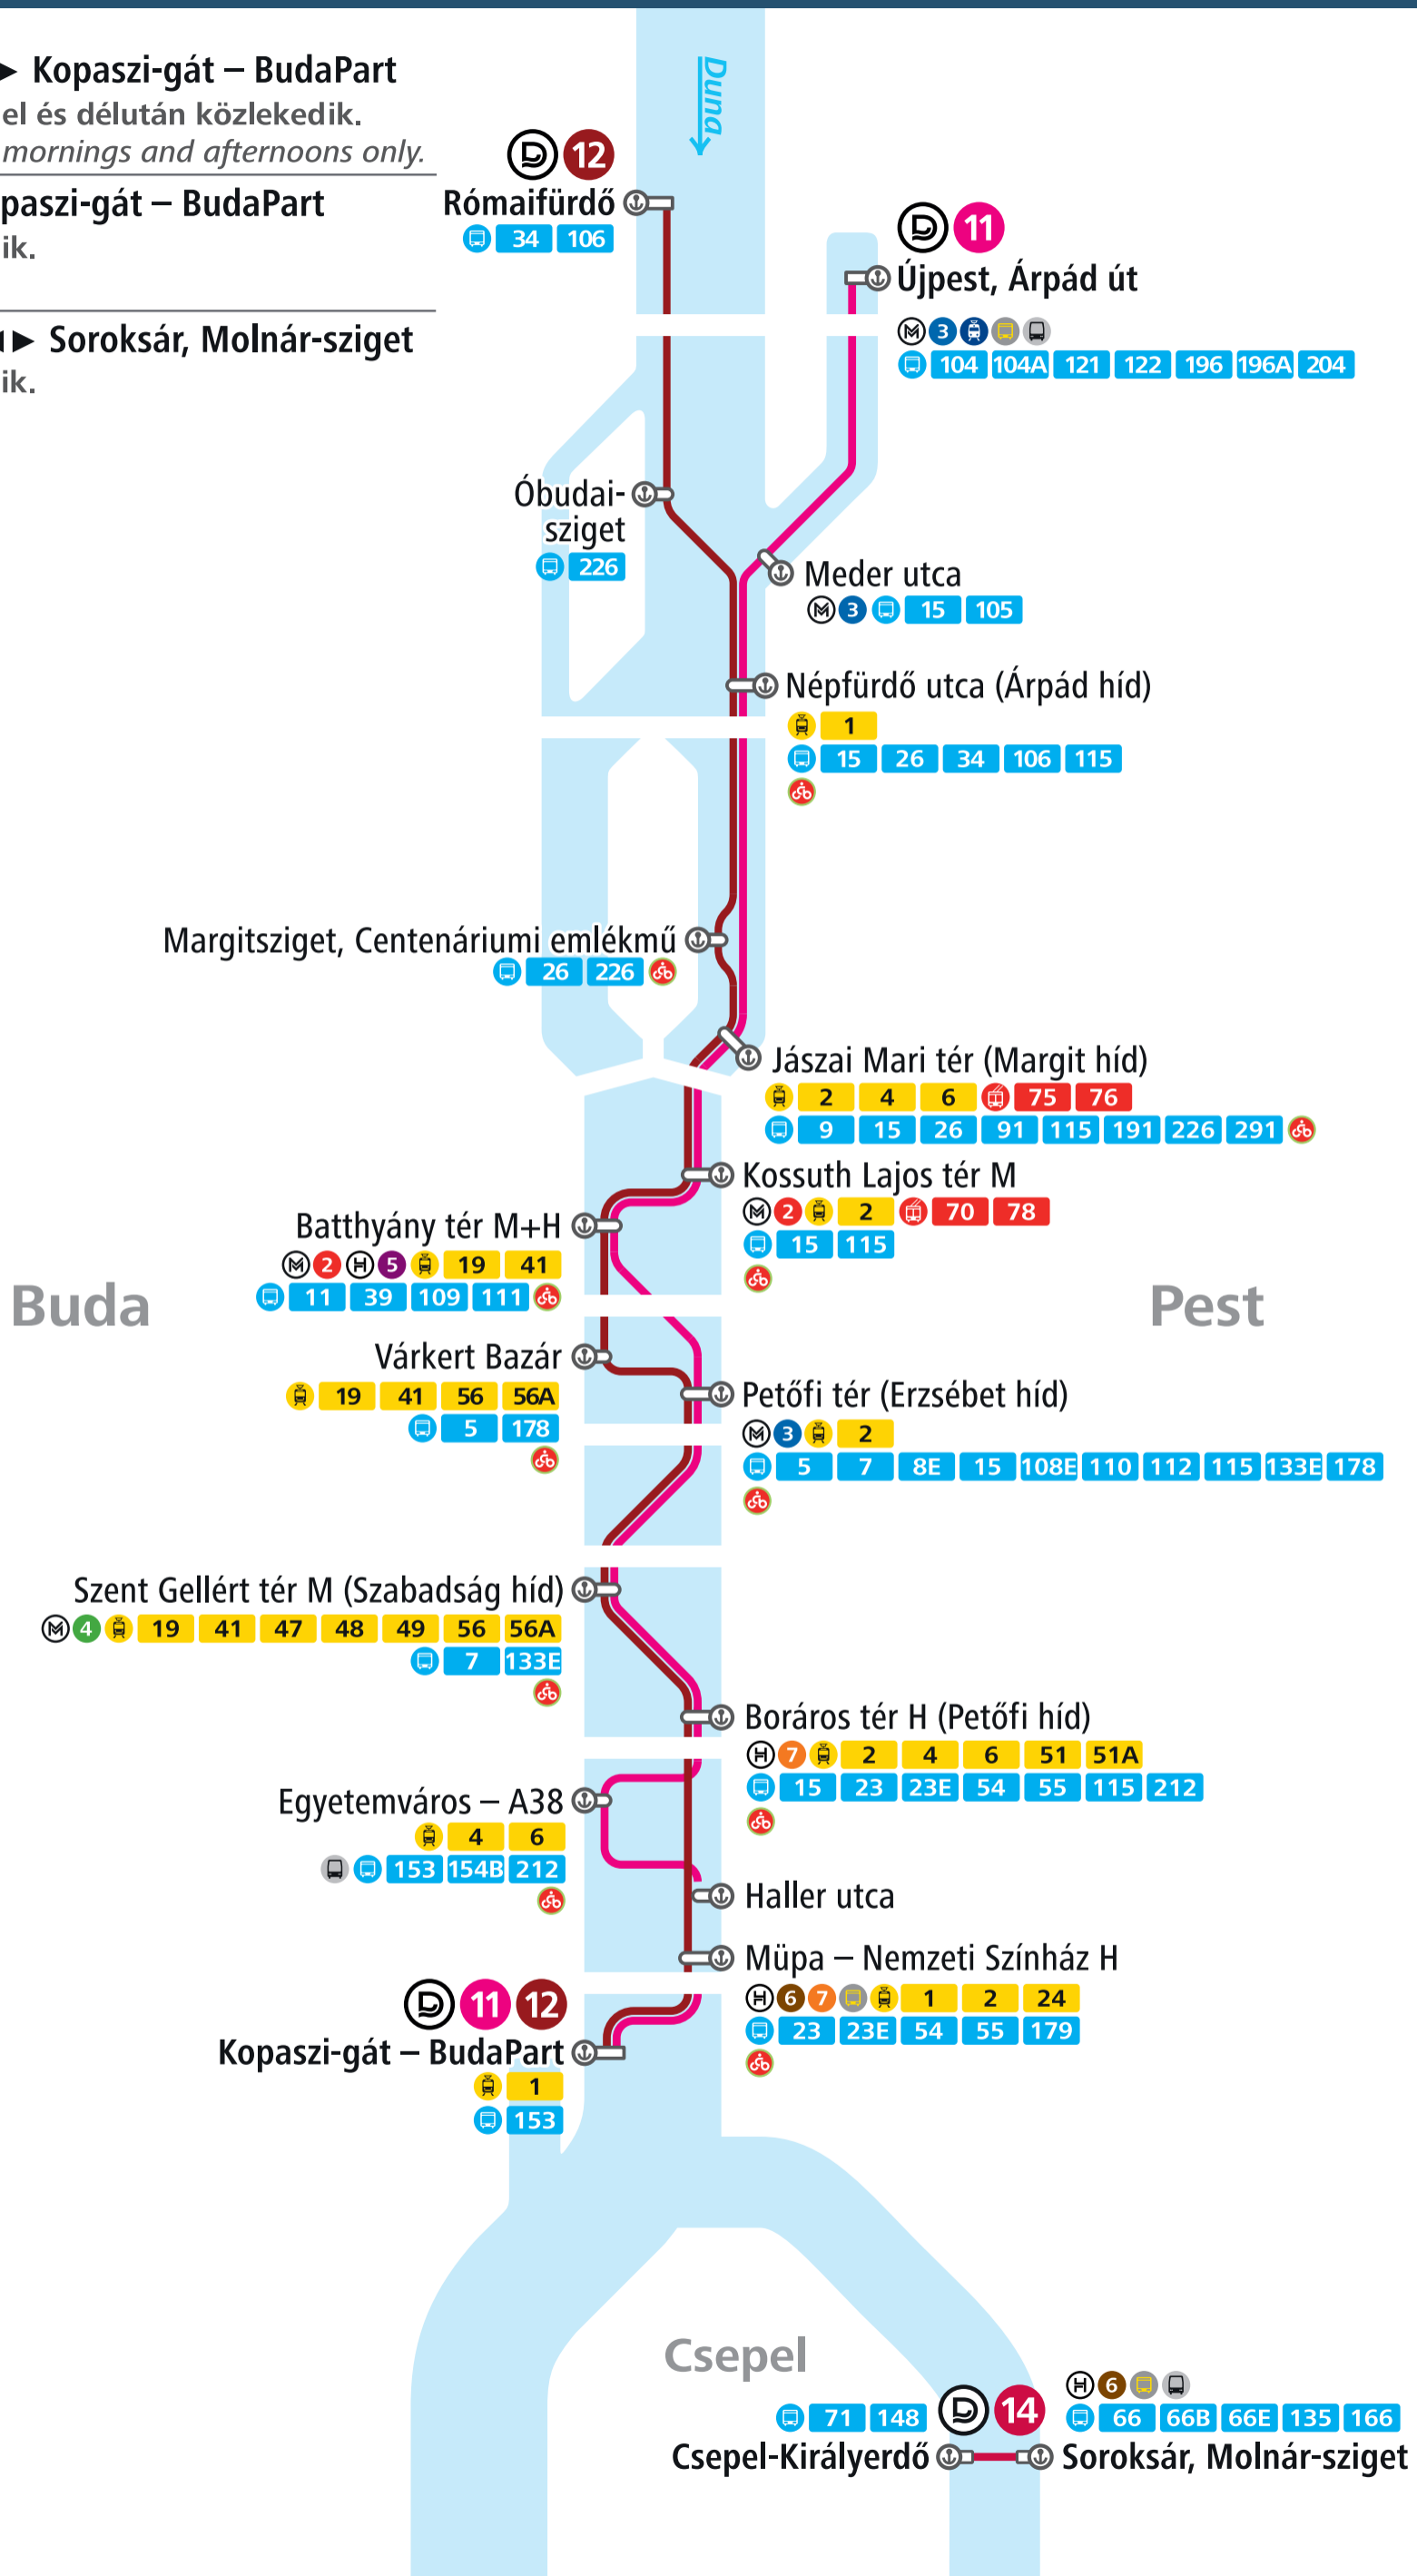 ► Kopaszi-gát – BudaPart
el és délután közlekedik.
mornings and afternoons only.
paszi-gát – BudaPart
ik.
► Soroksár, Molnár-sziget
ik.
Duna
D 12
Rómaifürdő
34 106
D 11
Újpest, Árpád út
M 3
104 104A 121 122 196 196A 204
Óbudai-
sziget
226
Meder utca
M 3 15 105
Népfürdő utca (Árpád híd)
1
15 26 34 106 115
Margitsziget, Centenáriumi emlékmű
26 226
Jászai Mari tér (Margit híd)
2 4 6 75 76
9 15 26 91 115 191 226 291
Kossuth Lajos tér M
M 2 2 70 78
15 115
Batthyány tér M+H
M 2 H 5 19 41
11 39 109 111
Buda
Pest
Várkert Bazár
19 41 56 56A
5 178
Petőfi tér (Erzsébet híd)
M 3 2
5 7 8E 15 108E 110 112 115 133E 178
Szent Gellért tér M (Szabadság híd)
M 4 19 41 47 48 49 56 56A
7 133E
Boráros tér H (Petőfi híd)
H 7 2 4 6 51 51A
15 23 23E 54 55 115 212
Egyetemváros – A38
4 6
153 154B 212
Haller utca
Müpa – Nemzeti Színház H
H 6 7 1 2 24
23 23E 54 55 179
D 11 12
Kopaszi-gát – BudaPart
1
153
Csepel
71 148 D 14
Csepel-Királyerdő
H 6
66 66B 66E 135 166
Soroksár, Molnár-sziget